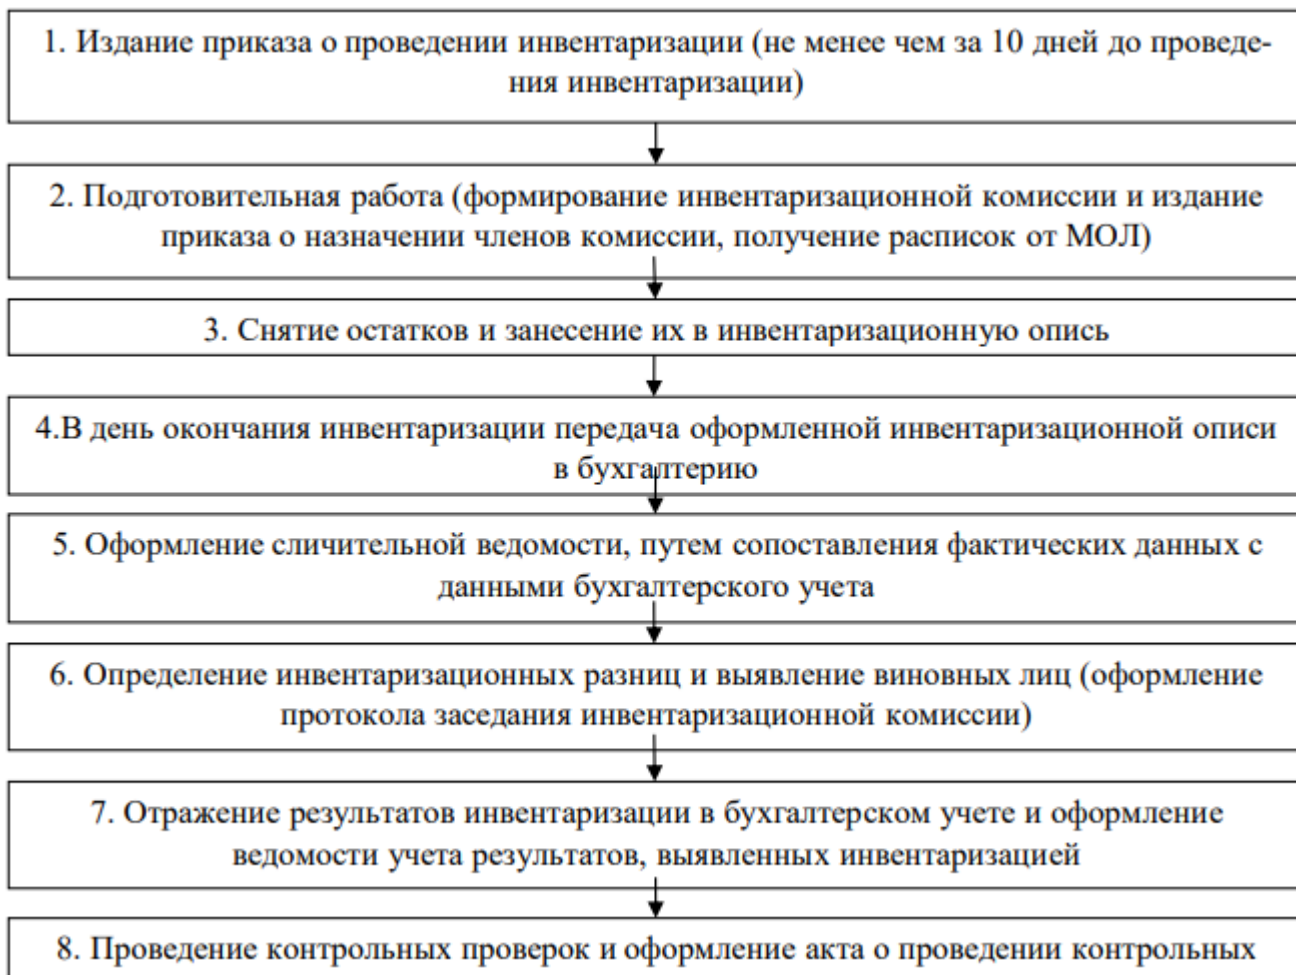 1. Издание приказа о проведении инвентаризации (не менее чем за 10 дней до проведе-
ния инвентаризации)
2. Подготовительная работа (формирование инвентаризационной комиссии и издание
приказа о назначении членов комиссии, получение расписок от МОЛ)
3. Снятие остатков и занесение их в инвентаризационную опись
4.В день окончания инвентаризации передача оформленной инвентаризационной описи
в бухгалтерию
5. Оформление сличительной ведомости, путем сопоставления фактических данных с
данными бухгалтерского учета
6. Определение инвентаризационных разниц и выявление виновных лиц (оформление
протокола заседания инвентаризационной комиссии)
7. Отражение результатов инвентаризации в бухгалтерском учете и оформление
ведомости учета результатов, выявленных инвентаризацией
8. Проведение контрольных проверок и оформление акта о проведении контрольных